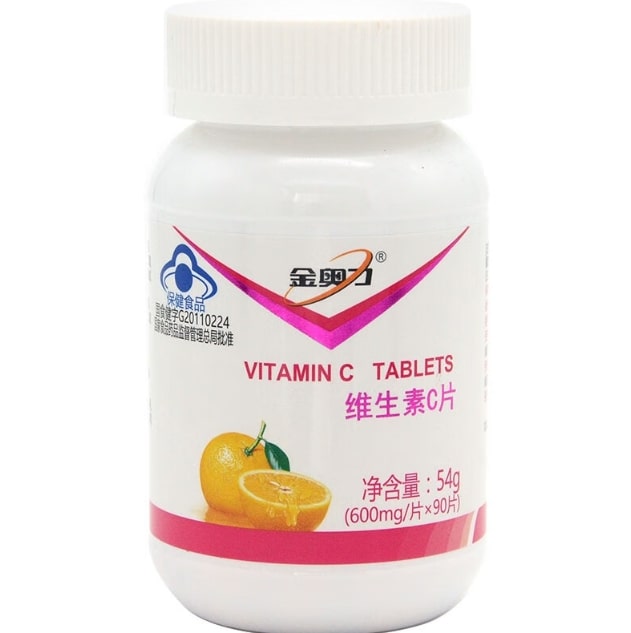 金奥力®
保健食品
国食健字G20110224
国家食品药品监督管理总局批准
VITAMIN C TABLETS
维生素C片
净含量：54g
(600mg/片×90片)